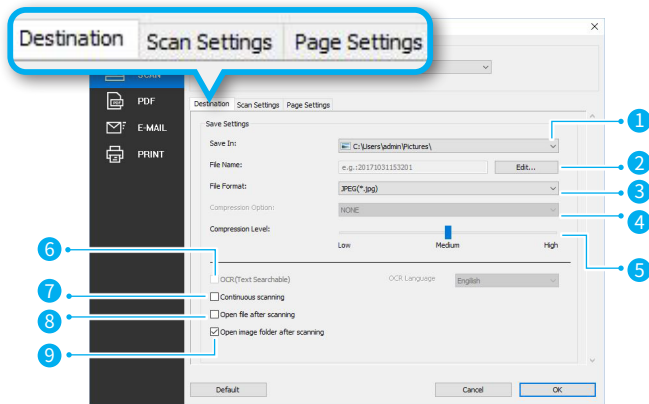 Destination Scan Settings Page Settings
SCAN
PDF
E-MAIL
PRINT
Destination Scan Settings Page Settings
Save Settings
Save In: C:\Users\admin\Pictures\ 1
File Name: e.g.:20171031153201 Edit... 2
File Format: JPEG(*.jpg) 3
Compression Option: NONE 4
Compression Level:
Low Medium High 5
6 OCR(Text Searchable) OCR Language English
7 Continuous scanning
8 Open file after scanning
9 Open image folder after scanning
Default Cancel OK